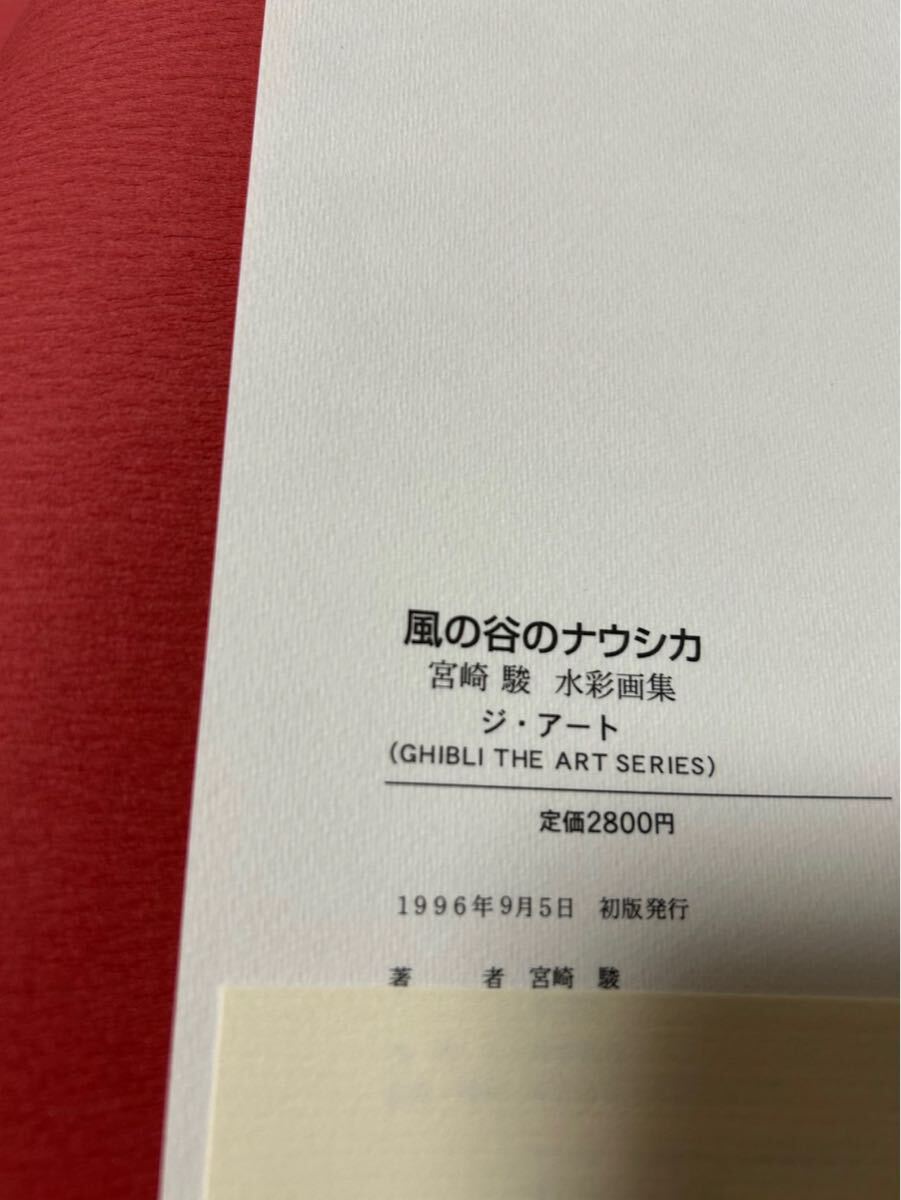 風の谷のナウシカ
宮崎 駿 水彩画集
ジ・アート
(GHIBLI THE ART SERIES)
定価2800円
1996年9月5日 初版発行
著 者 宮崎 駿